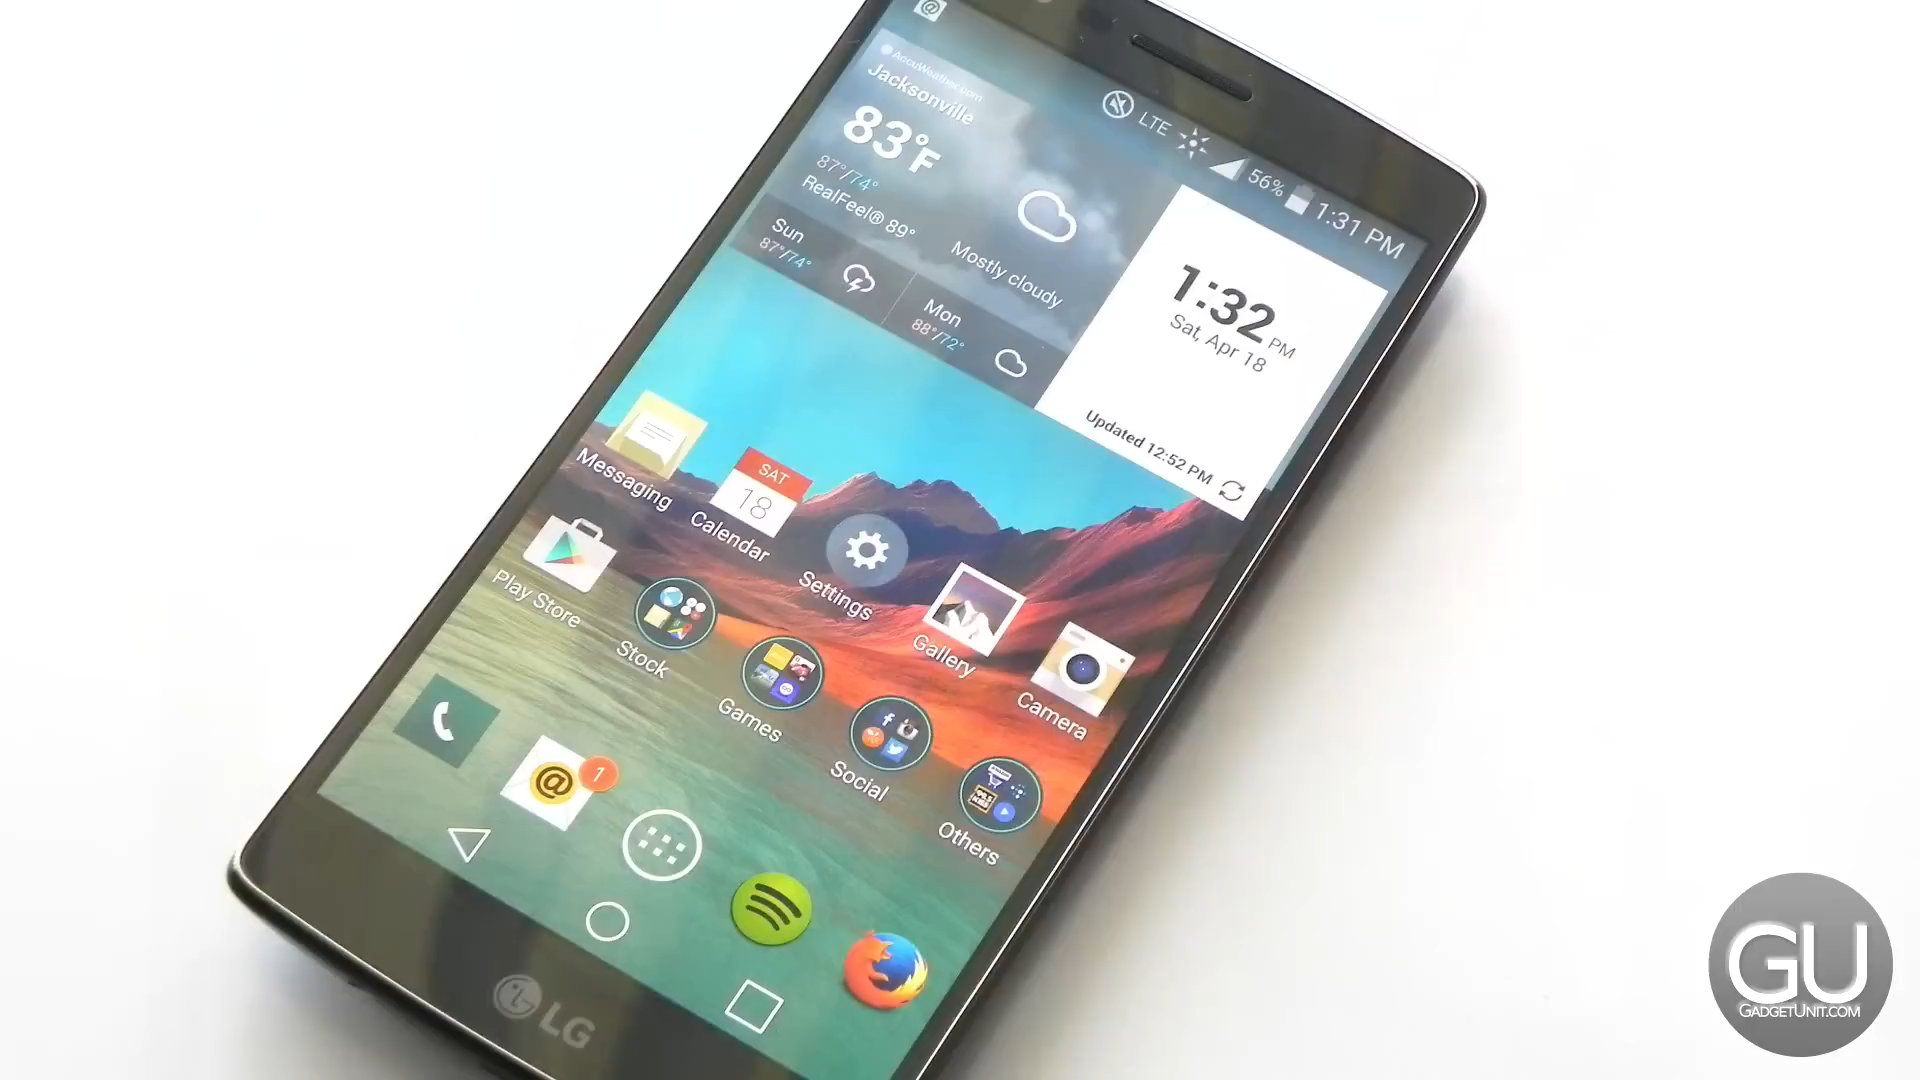 AccuWeather.com
Jacksonville
83°F
87°/74°
RealFeel® 89°
Mostly cloudy
Sun
87°/74°
Mon
88°/72°
LTE
56%
1:31 PM
1:32 PM
Sat, Apr 18
Updated 12:52 PM
Messaging
SAT
18
Calendar
Settings
Gallery
Camera
Play Store
Stock
Games
Social
Others
@
1
LG
GU
GADGETUNIT.COM